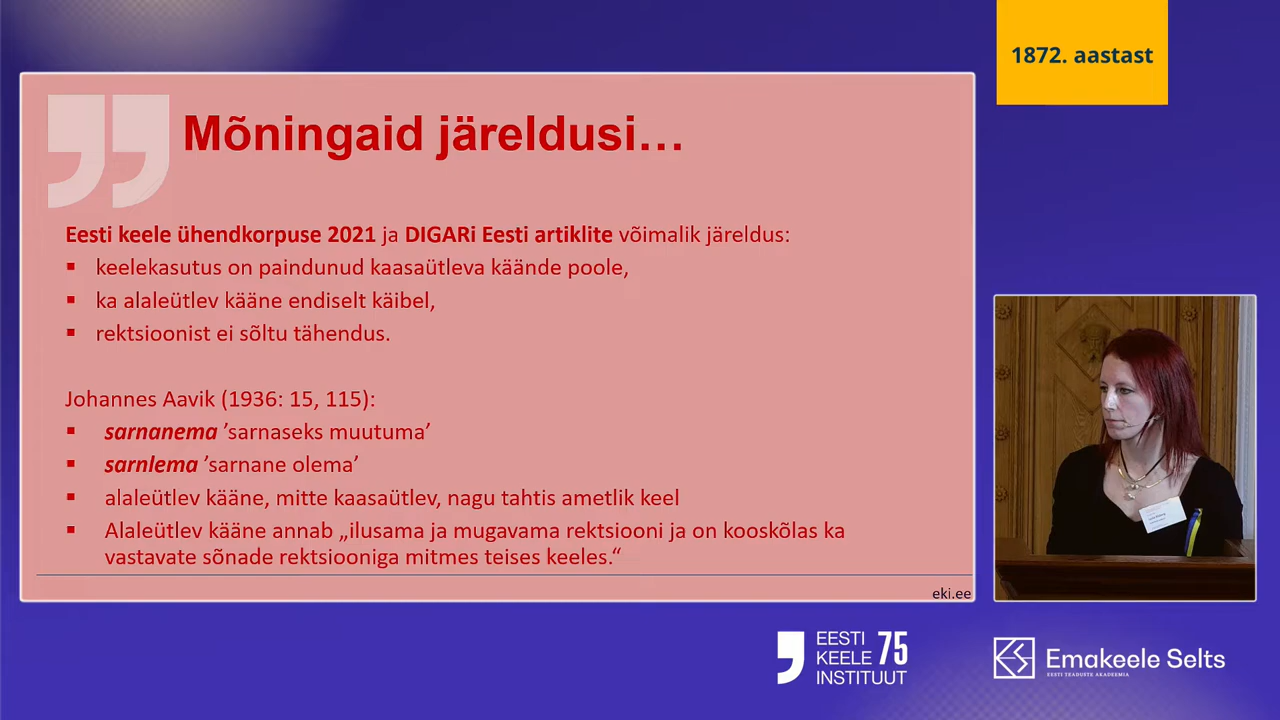 1872. aastast
Mõningaid järeldusi…
Eesti keele ühendkorpuse 2021 ja DIGARi Eesti artiklite võimalik järeldus:
▪ keelekasutus on paindunud kaasaütleva käände poole,
▪ ka alaleütlev kääne endiselt käibel,
▪ rektsioonist ei sõltu tähendus.
Johannes Aavik (1936: 15, 115):
▪ sarnanema ’sarnaseks muutuma’
▪ sarnlema ’sarnane olema’
▪ alaleütlev kääne, mitte kaasaütlev, nagu tahtis ametlik keel
▪ Alaleütlev kääne annab „ilusama ja mugavama rektsiooni ja on kooskõlas ka
vastavate sõnade rektsiooniga mitmes teises keeles.“
eki.ee
EESTI
KEELE 75
INSTITUUT
Emakeele Selts
EESTI TEADUSTE AKADEEMIA